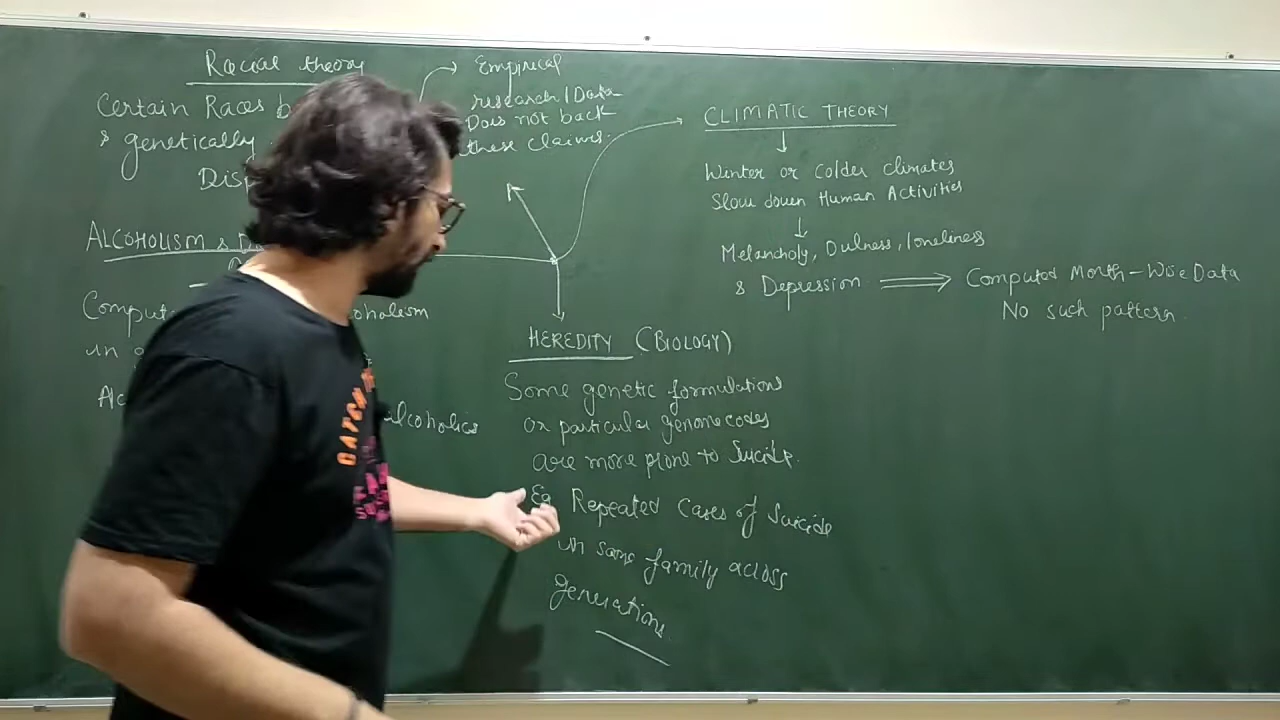 Racial theory
Certain Races b
& genetically
Disp
Empirical
research/Data
Does not back
these claims.
ALCOHOLISM & D
Comput
oholism
in
Alc
alcoholics
CLIMATIC THEORY
Winter or colder climates
Slow down Human Activities
Melancholy, Dulness, loneliness
& Depression
Computed Month-Wise Data
No such pattern
HEREDITY (BIOLOGY)
Some genetic formulations
or particular genomecodes
are more prone to Suicide.
Eg Repeated Cases of Suicide
in same family across
generations.
CATCH